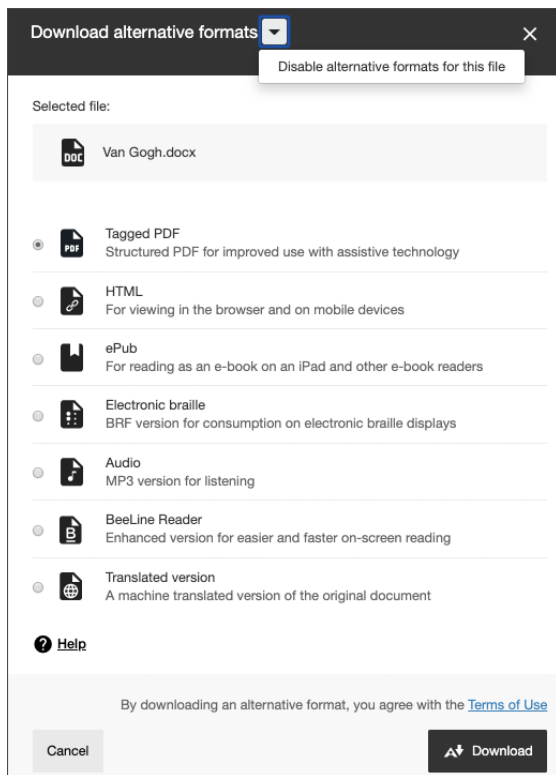 Download alternative formats
Disable alternative formats for this file
Selected file:
DOC
Van Gogh.docx
PDF
Tagged PDF
Structured PDF for improved use with assistive technology
HTML
For viewing in the browser and on mobile devices
ePub
For reading as an e-book on an iPad and other e-book readers
Electronic braille
BRF version for consumption on electronic braille displays
Audio
MP3 version for listening
B
BeeLine Reader
Enhanced version for easier and faster on-screen reading
Translated version
A machine translated version of the original document
? Help
By downloading an alternative format, you agree with the Terms of Use
Cancel
A Download